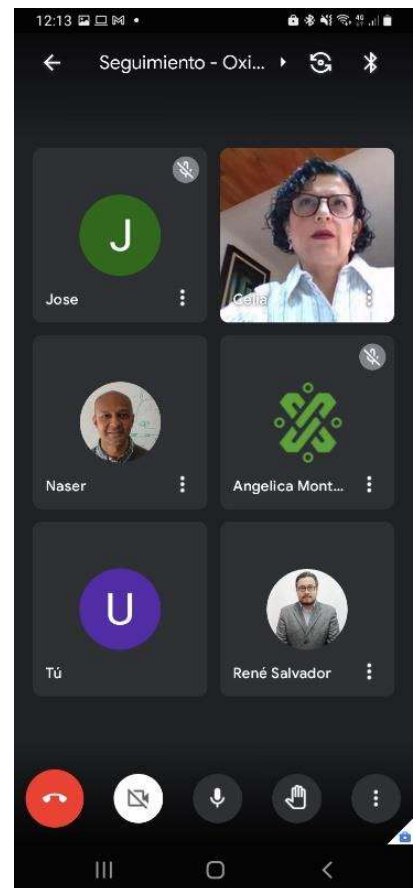 12:13
Seguimiento - Oxi...
J
Jose
Celia
Naser
Angelica Mont...
U
Tú
René Salvador